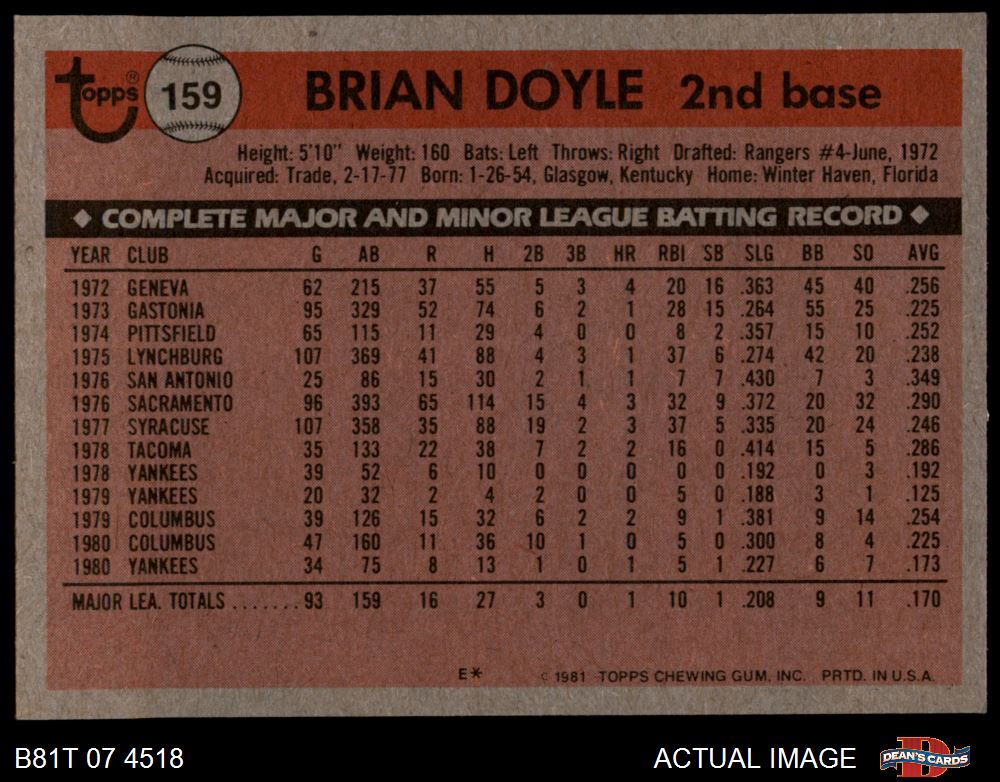 topps® 159 BRIAN DOYLE 2nd base
Height: 5'10" Weight: 160 Bats: Left Throws: Right Drafted: Rangers #4-June, 1972
Acquired: Trade, 2-17-77 Born: 1-26-54, Glasgow, Kentucky Home: Winter Haven, Florida
◆ COMPLETE MAJOR AND MINOR LEAGUE BATTING RECORD ◆
YEAR CLUB G AB R H 2B 3B HR RBI SB SLG BB SO AVG
1972 GENEVA 62 215 37 55 5 3 4 20 16 .363 45 40 .256
1973 GASTONIA 95 329 52 74 6 2 1 28 15 .264 55 25 .225
1974 PITTSFIELD 65 115 11 29 4 0 0 8 2 .357 15 10 .252
1975 LYNCHBURG 107 369 41 88 4 3 1 37 6 .274 42 20 .238
1976 SAN ANTONIO 25 86 15 30 2 1 1 7 7 .430 7 3 .349
1976 SACRAMENTO 96 393 65 114 15 4 3 32 9 .372 20 32 .290
1977 SYRACUSE 107 358 35 88 19 2 3 37 5 .335 20 24 .246
1978 TACOMA 35 133 22 38 7 2 2 16 0 .414 15 5 .286
1978 YANKEES 39 52 6 10 0 0 0 0 0 .192 0 3 .192
1979 YANKEES 20 32 2 4 2 0 0 5 0 .188 3 1 .125
1979 COLUMBUS 39 126 15 32 6 2 2 9 1 .381 9 14 .254
1980 COLUMBUS 47 160 11 36 10 1 0 5 0 .300 8 4 .225
1980 YANKEES 34 75 8 13 1 0 1 5 1 .227 6 7 .173
MAJOR LEA. TOTALS ....... 93 159 16 27 3 0 1 10 1 .208 9 11 .170
E* © 1981 TOPPS CHEWING GUM, INC. PRTD. IN U.S.A.
B81T 07 4518 ACTUAL IMAGE DEAN'S CARDS